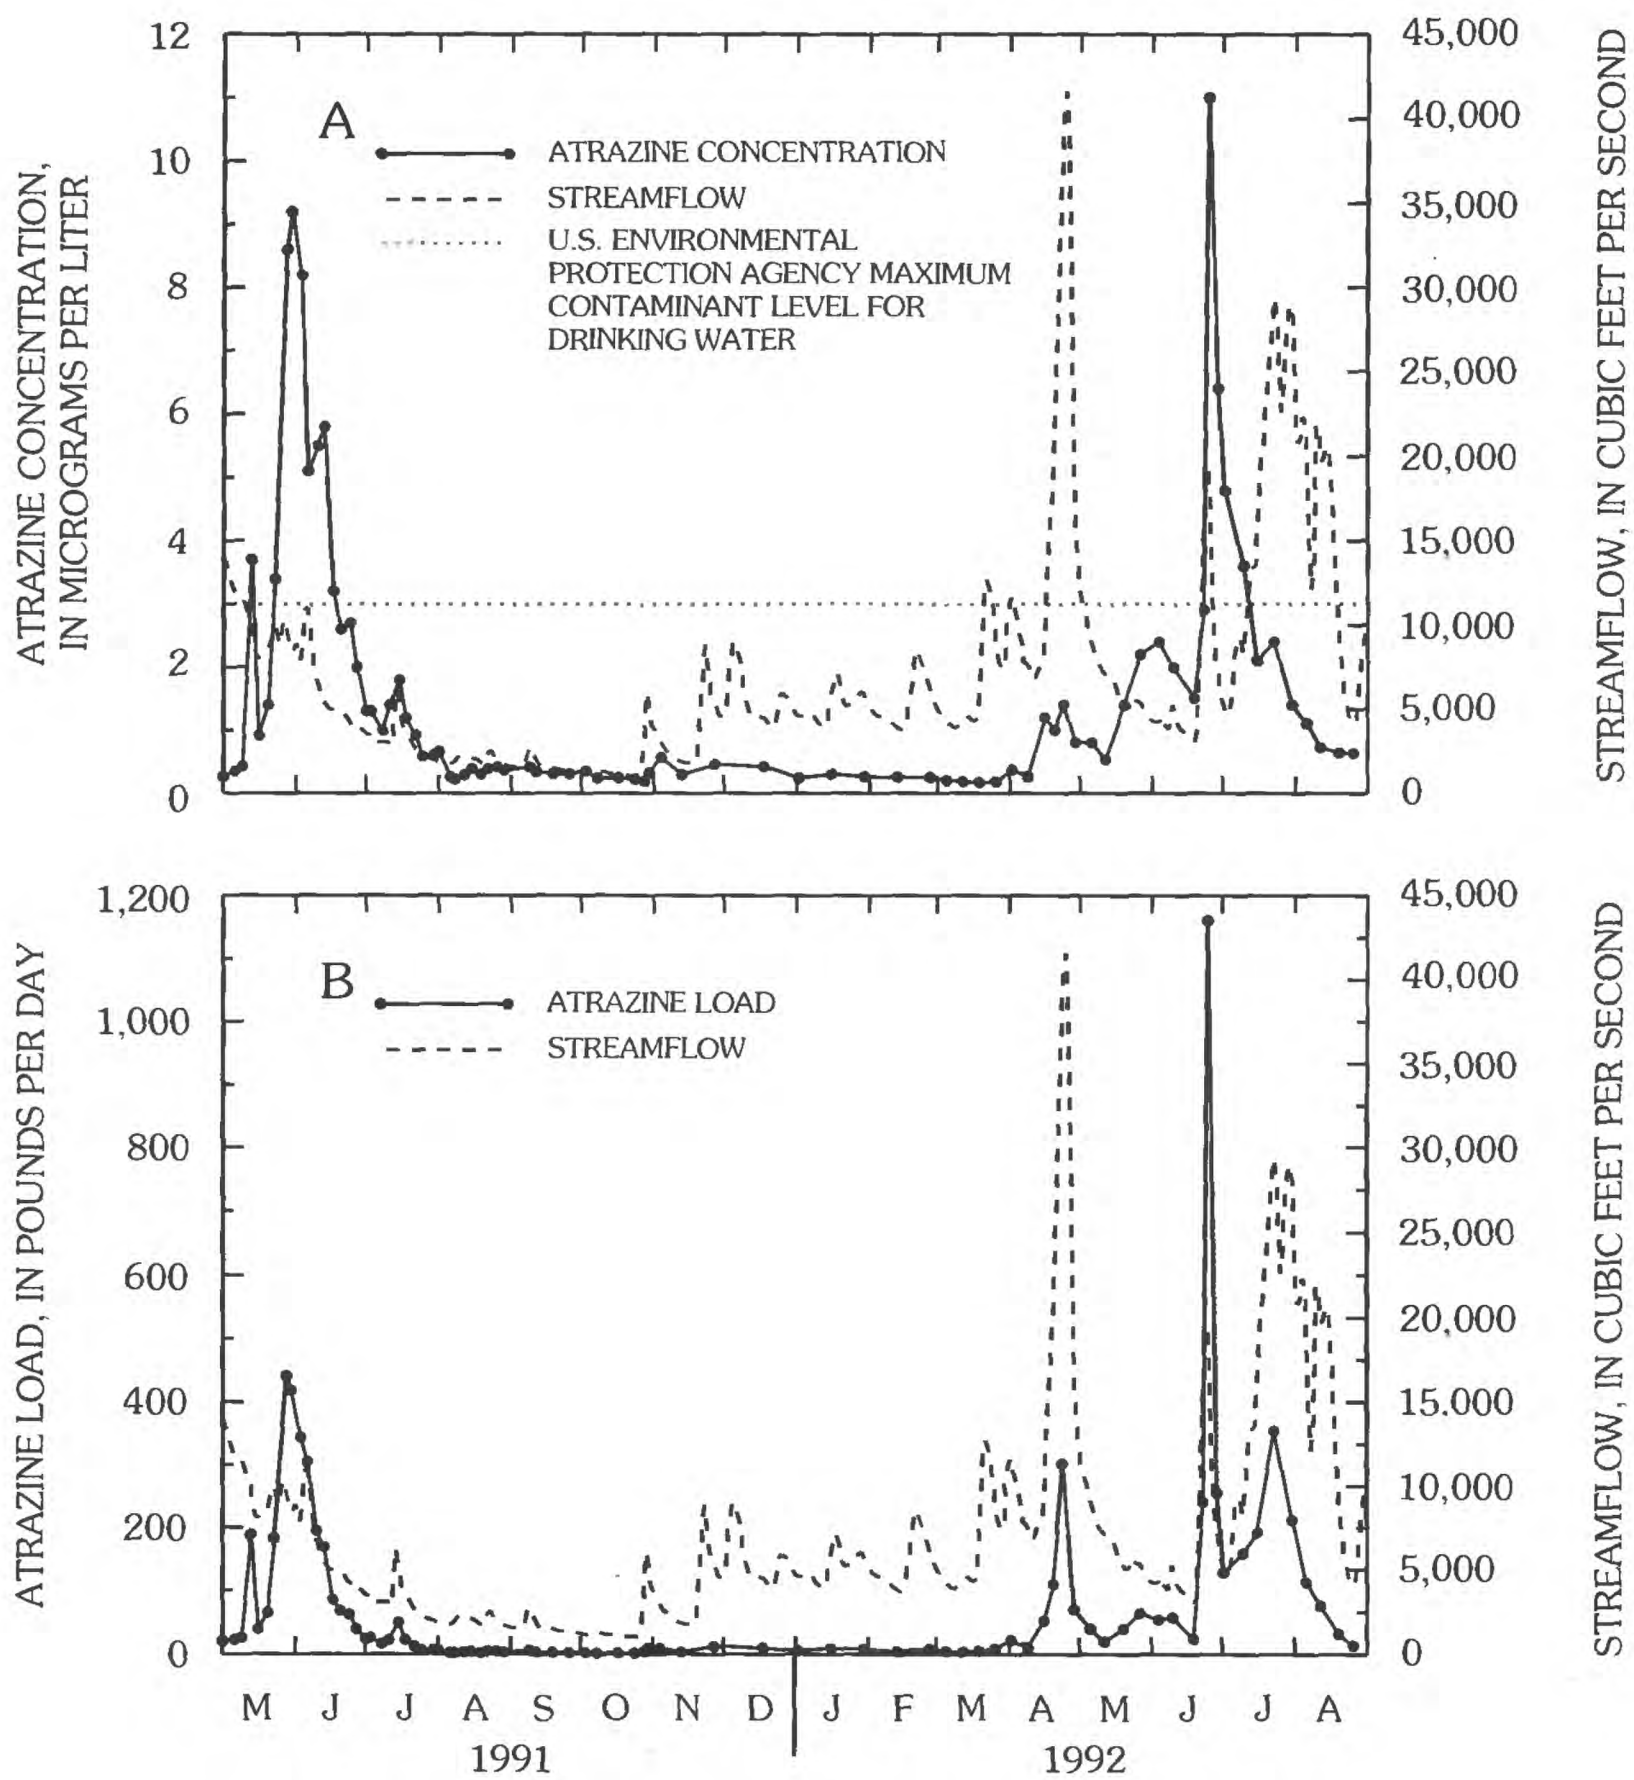 12
10
8
6
4
2
0
ATRAZINE CONCENTRATION,
IN MICROGRAMS PER LITER
A
ATRAZINE CONCENTRATION
STREAMFLOW
U.S. ENVIRONMENTAL
PROTECTION AGENCY MAXIMUM
CONTAMINANT LEVEL FOR
DRINKING WATER
45,000
40,000
35,000
30,000
25,000
20,000
15,000
10,000
5,000
0
STREAMFLOW, IN CUBIC FEET PER SECOND
1,200
1,000
800
600
400
200
0
ATRAZINE LOAD, IN POUNDS PER DAY
B
ATRAZINE LOAD
STREAMFLOW
45,000
40,000
35,000
30,000
25,000
20,000
15.000
10,000
5,000
0
STREAMFLOW, IN CUBIC FEET PER SECOND
M J J A S O N D J F M A M J J A
1991 1992